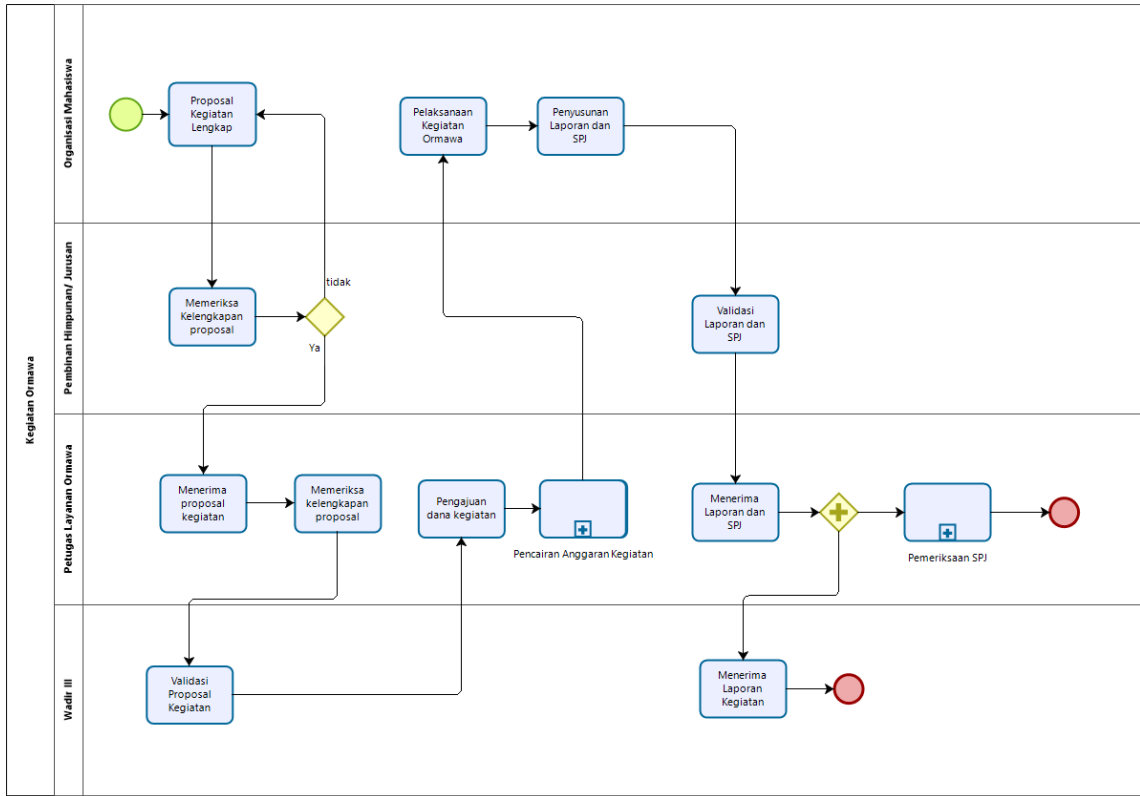 Kegiatan Ormawa
Organisasi Mahasiswa
Proposal
Kegiatan
Lengkap
Pelaksanaan
Kegiatan
Ormawa
Penyusunan
Laporan dan
SPJ
Pembinan Himpunan/ Jurusan
Memeriksa
Kelengkapan
proposal
tidak
Ya
Validasi
Laporan dan
SPJ
Petugas Layanan Ormawa
Menerima
proposal
kegiatan
Memeriksa
kelengkapan
proposal
Pengajuan
dana kegiatan
Pencairan Anggaran Kegiatan
Menerima
Laporan dan
SPJ
Pemeriksaan SPJ
Wadir III
Validasi
Proposal
Kegiatan
Menerima
Laporan
Kegiatan